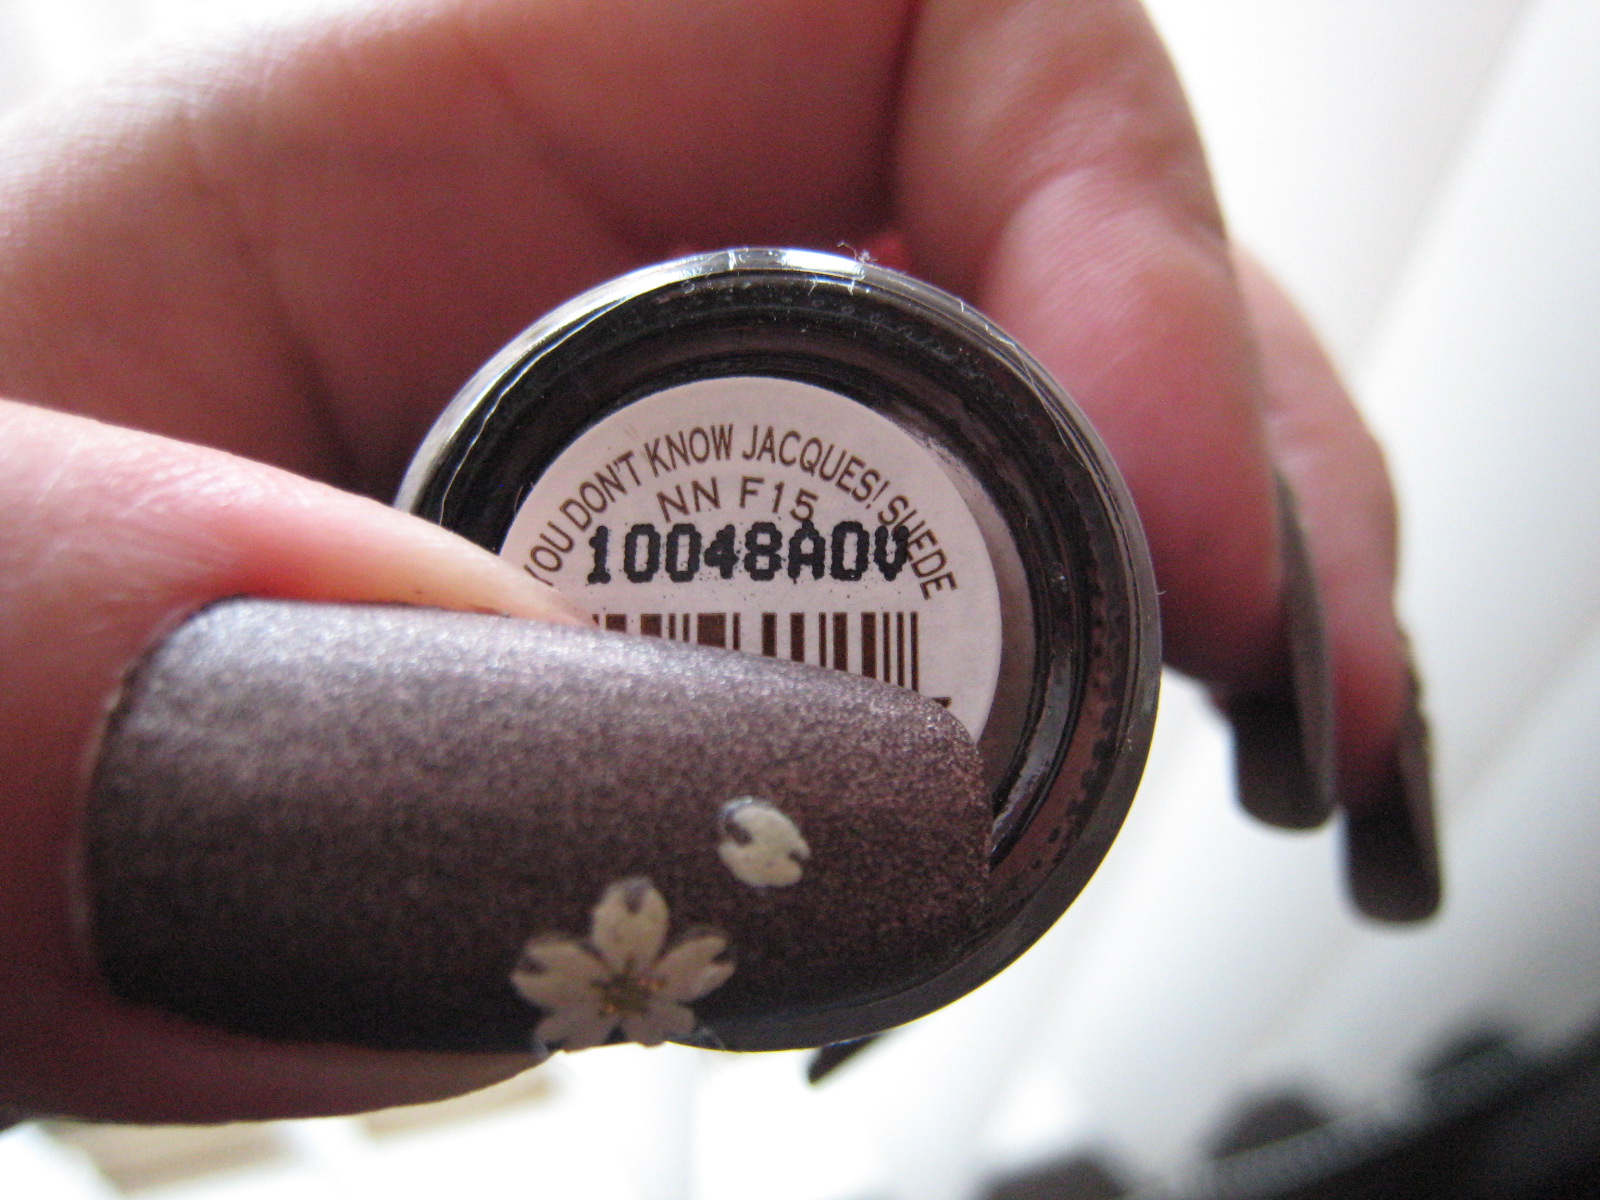 YOU DON'T KNOW JACQUES! SUEDE
NN F15
10048A0V